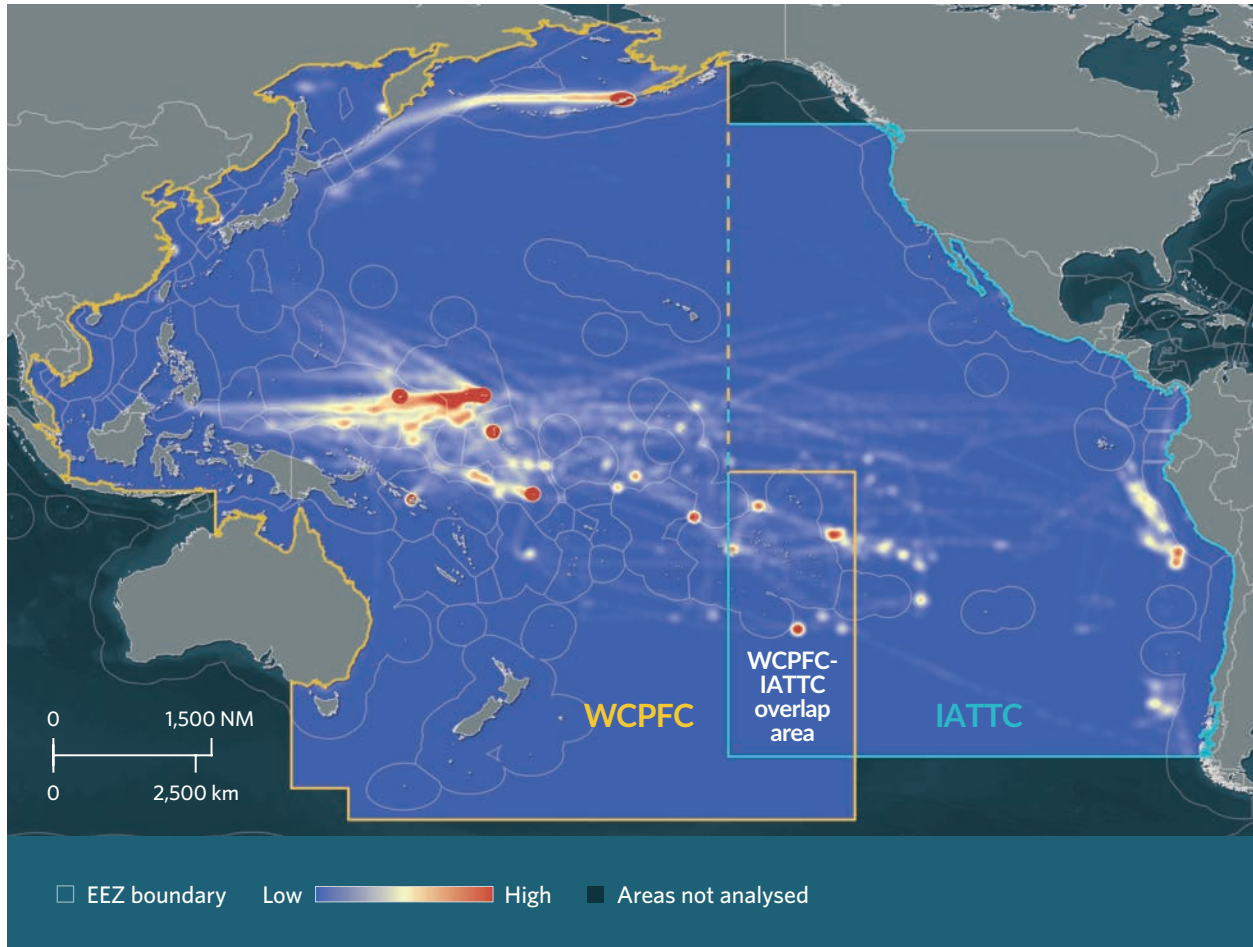 WCPFC
WCPFC-
IATTC
overlap
area
IATTC
0 1,500 NM
0 2,500 km
EEZ boundary Low High Areas not analysed